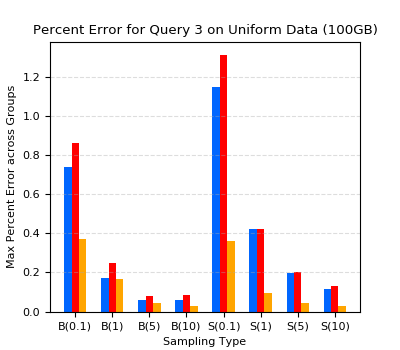 Percent Error for Query 3 on Uniform Data (100GB)
Max Percent Error across Groups
1.2
1.0
0.8
0.6
0.4
0.2
0.0
B(0.1) B(1) B(5) B(10) S(0.1) S(1) S(5) S(10)
Sampling Type